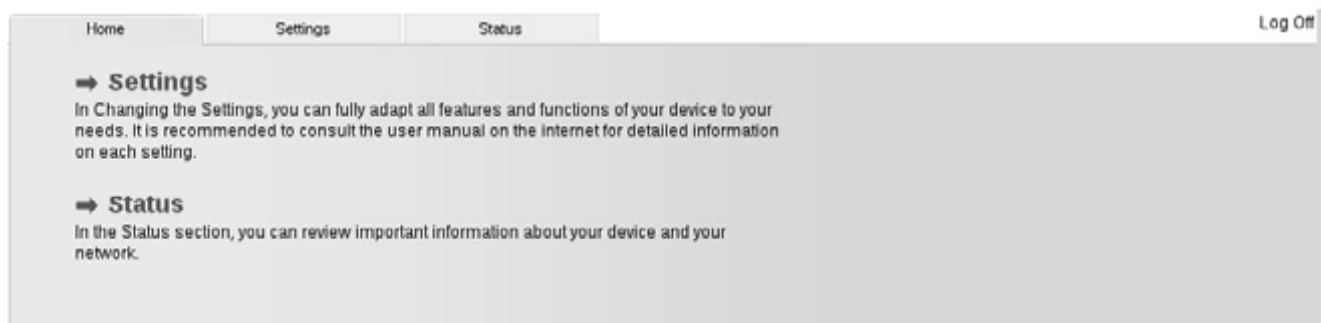 Home Settings Status Log Off
➡ Settings
In Changing the Settings, you can fully adapt all features and functions of your device to your
needs. It is recommended to consult the user manual on the internet for detailed information
on each setting.
➡ Status
In the Status section, you can review important information about your device and your
network.